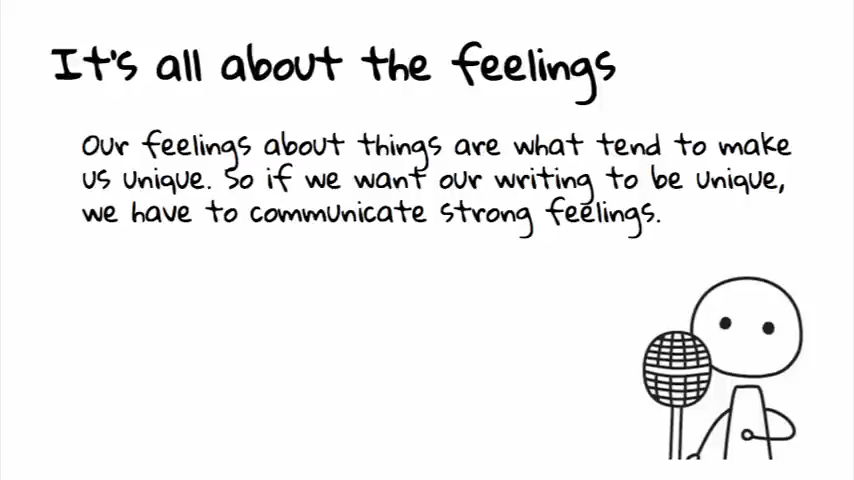 It's all about the feelings
Our feelings about things are what tend to make
us unique. So if we want our writing to be unique,
we have to communicate strong feelings.